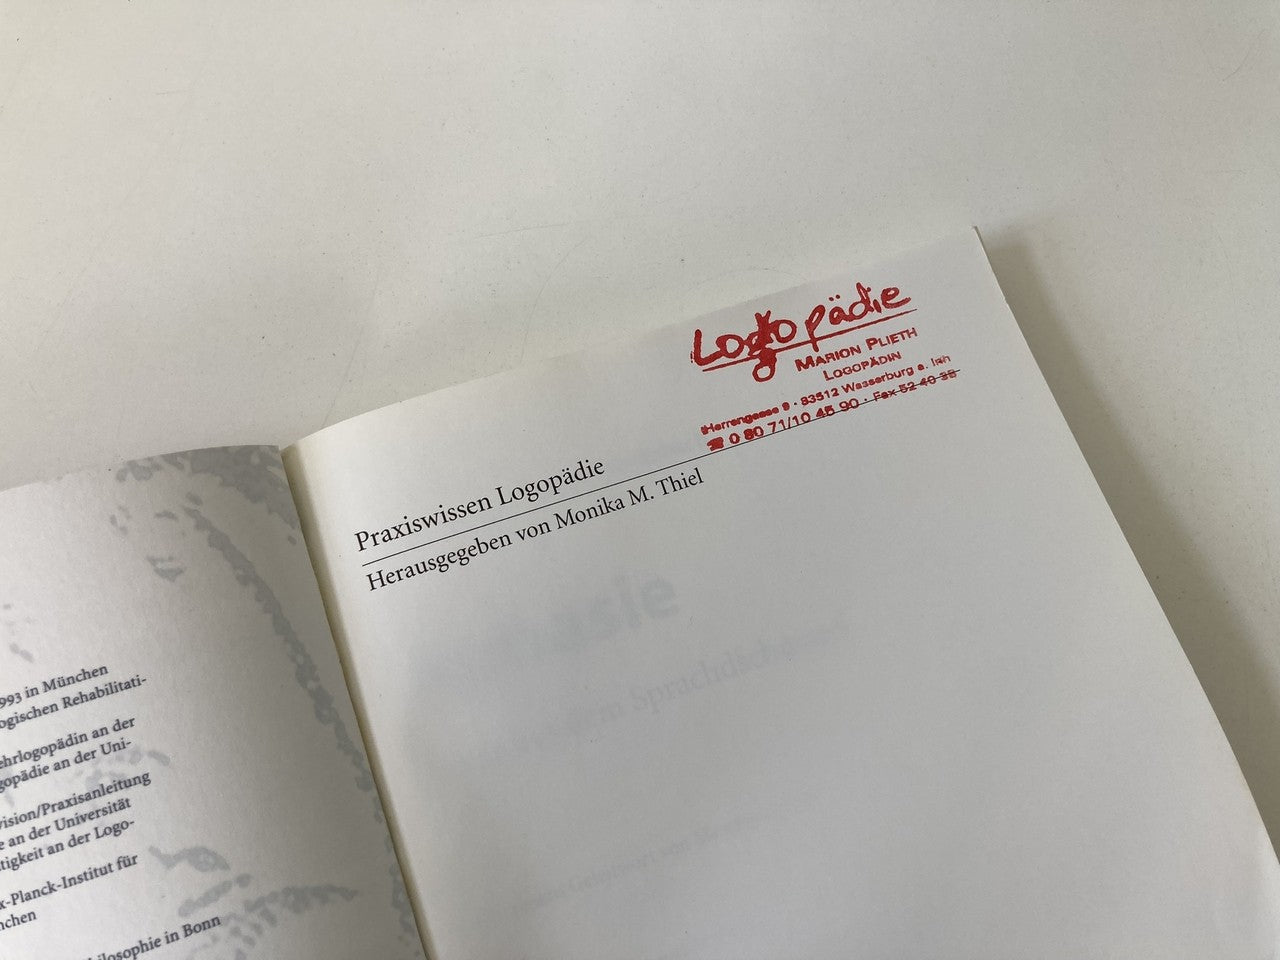 993 in München
ogischen Rehabilitati-
ehrlogopädin an der
gopädie an der Uni-
vision/Praxisanleitung
e an der Universität
tigkeit an der Logo-
x-Planck-Institut für
nchen
hilosophie in Bonn
Logopädie
MARION PLIETH
LOGOPÄDIN
Herrengasse 9 · 83512 Wasserburg a. Inn
☎ 0 80 71/10 45 90 · Fax 52 40 38
Praxiswissen Logopädie
Herausgegeben von Monika M. Thiel